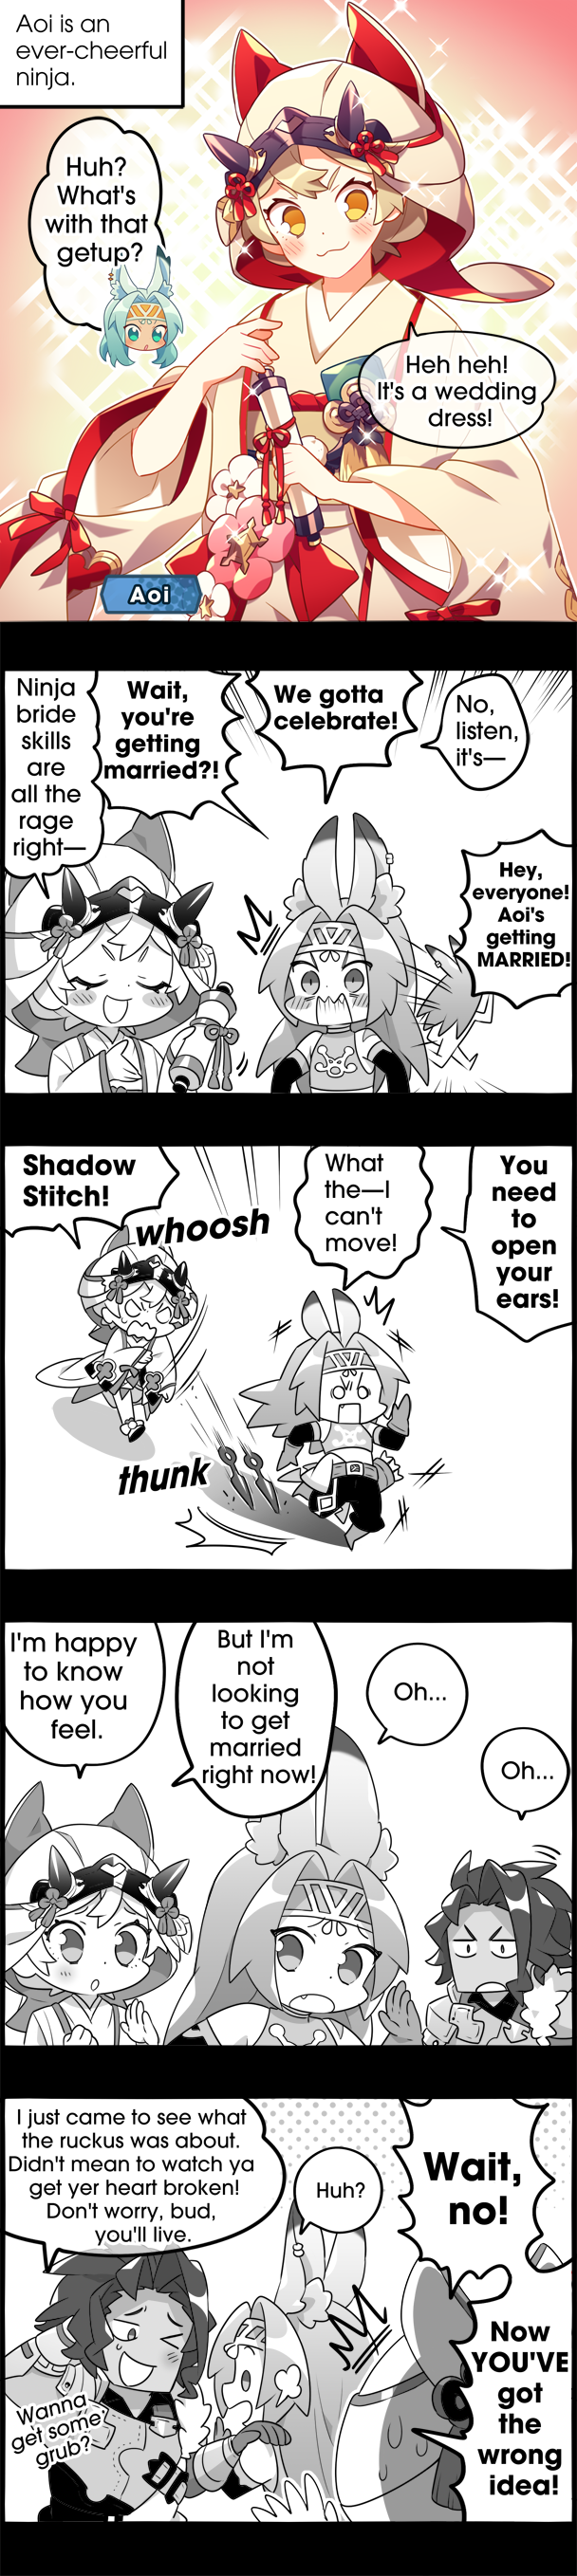 Aoi is an
ever-cheerful
ninja.
Huh?
What's
with that
getup?
Heh heh!
It's a wedding
dress!
Aoi
Ninja
bride
skills
are
all the
rage
right—
Wait,
you're
getting
married?!
We gotta
celebrate!
No,
listen,
it's—
Hey,
everyone!
Aoi's
getting
MARRIED!
Shadow
Stitch!
whoosh
What
the—I
can't
move!
You
need
to
open
your
ears!
thunk
I'm happy
to know
how you
feel.
But I'm
not
looking
to get
married
right now!
Oh...
Oh...
I just came to see what
the ruckus was about.
Didn't mean to watch ya
get yer heart broken!
Don't worry, bud,
you'll live.
Huh?
Wait,
no!
Wanna
get some
grub?
Now
YOU'VE
got
the
wrong
idea!